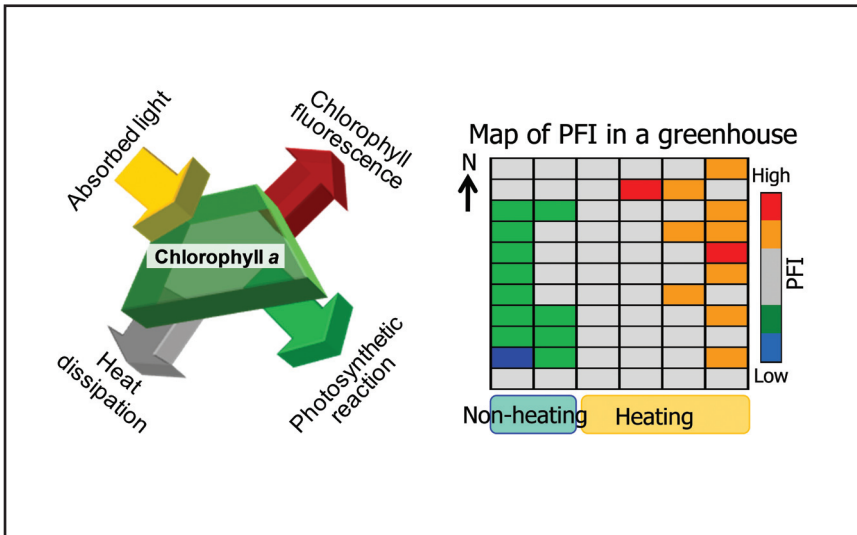 Absorbed light
Chlorophyll
fluorescence
Chlorophyll a
Heat
dissipation
Photosynthetic
reaction
Map of PFI in a greenhouse
N
High
PFI
Low
Non-heating
Heating